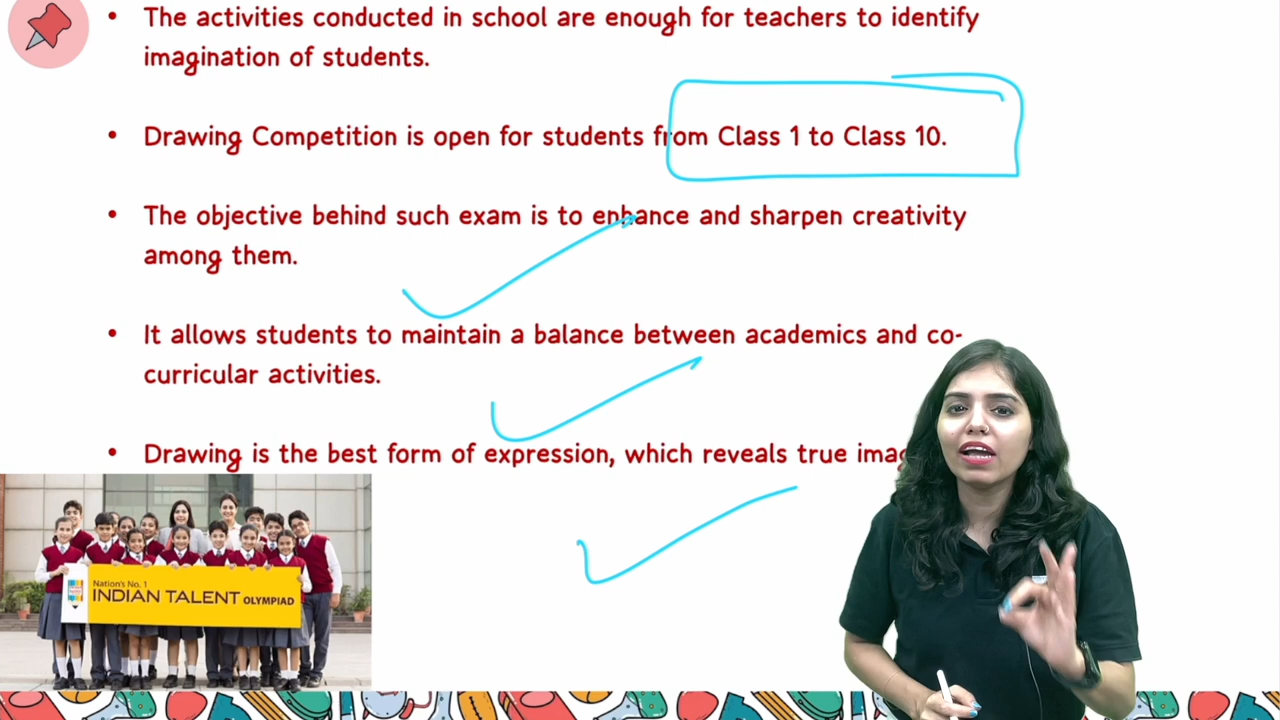 • The activities conducted in school are enough for teachers to identify
imagination of students.
• Drawing Competition is open for students from Class 1 to Class 10.
• The objective behind such exam is to enhance and sharpen creativity
among them.
• It allows students to maintain a balance between academics and co-
curricular activities.
• Drawing is the best form of expression, which reveals true
Nation's No. 1
INDIAN TALENT OLYMPIAD